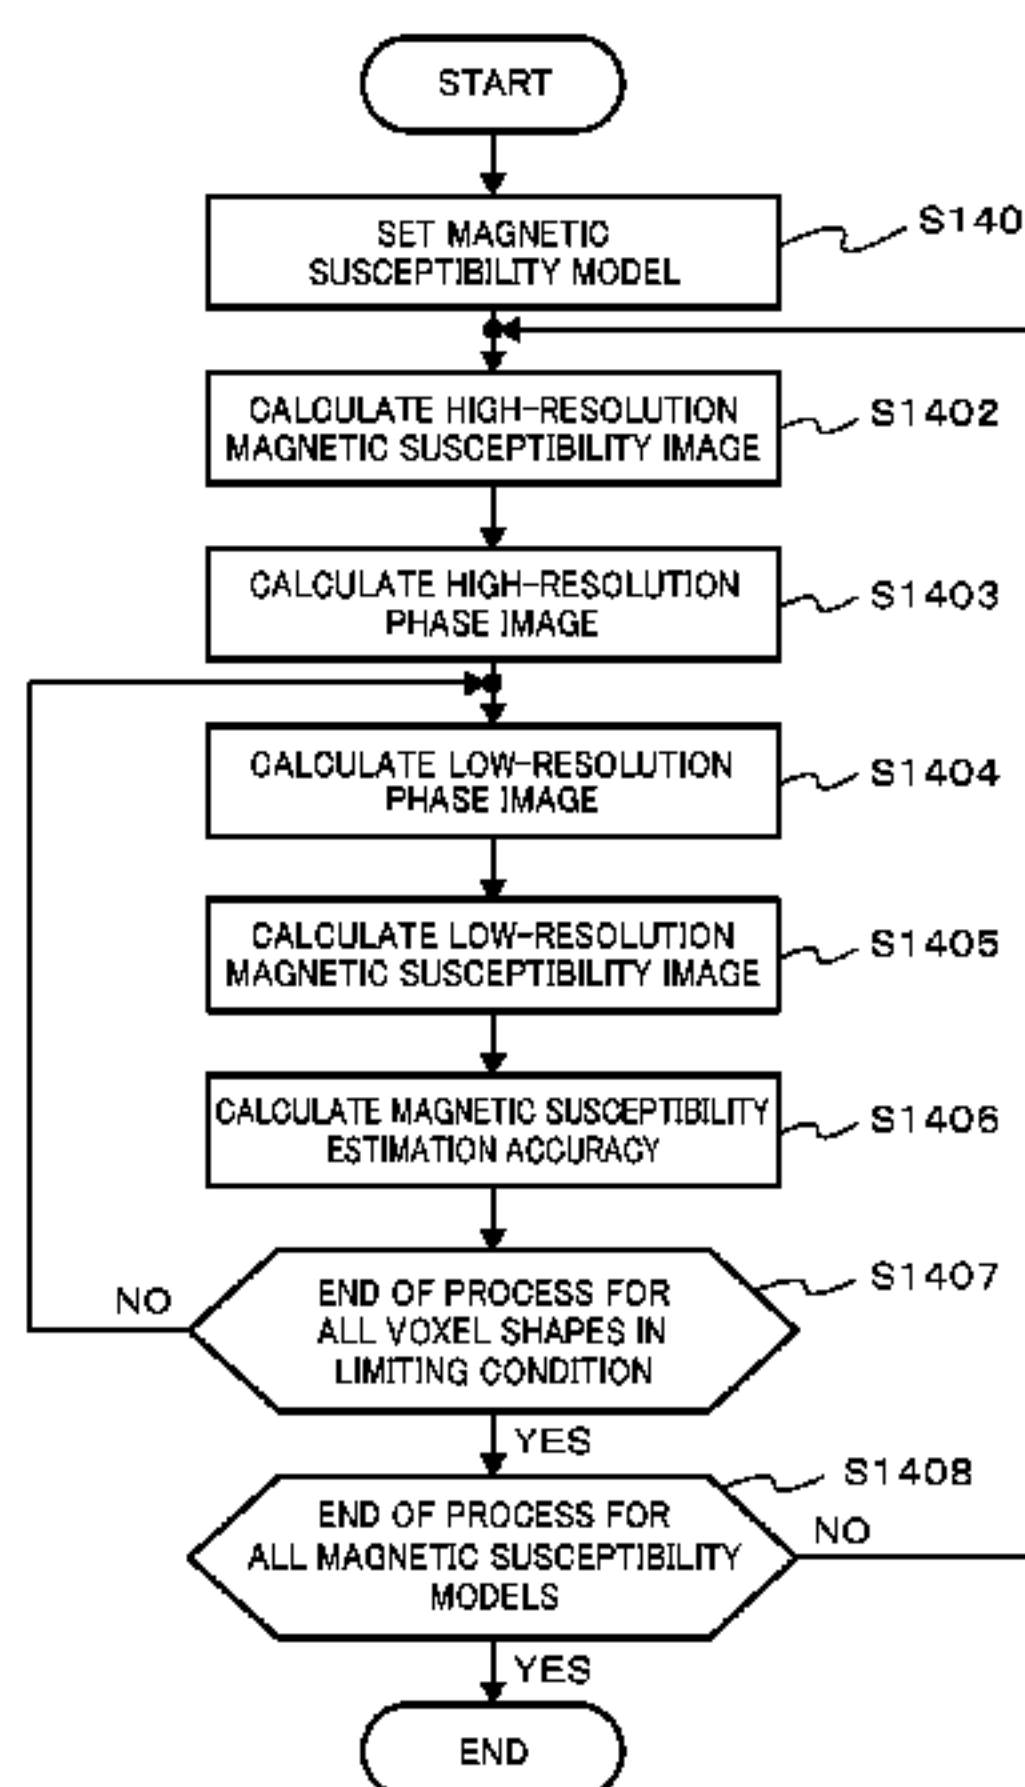 START
SET MAGNETIC
SUSCEPTIBILITY MODEL
S140
CALCULATE HIGH-RESOLUTION
MAGNETIC SUSCEPTIBILITY IMAGE
S1402
CALCULATE HIGH-RESOLUTION
PHASE IMAGE
S1403
CALCULATE LOW-RESOLUTION
PHASE IMAGE
S1404
CALCULATE LOW-RESOLUTION
MAGNETIC SUSCEPTIBILITY IMAGE
S1405
CALCULATE MAGNETIC SUSCEPTIBILITY
ESTIMATION ACCURACY
S1406
END OF PROCESS FOR
ALL VOXEL SHAPES IN
LIMITING CONDITION
S1407
NO
YES
END OF PROCESS FOR
ALL MAGNETIC SUSCEPTIBILITY
MODELS
S1408
NO
YES
END